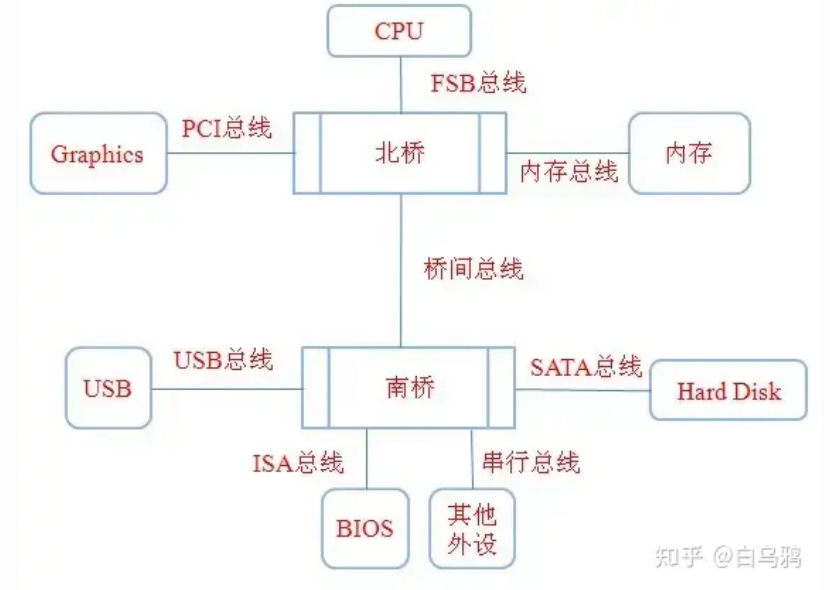 CPU
FSB总线
PCI总线
Graphics
北桥
内存
内存总线
桥间总线
USB总线
SATA总线
USB
南桥
Hard Disk
ISA总线
串行总线
BIOS
其他
外设
知乎 @白乌鸦